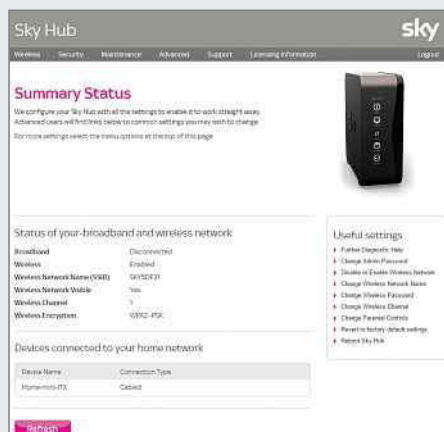 Sky Hub
sky
Wireless Security Maintenance Advanced Support Licensing Information Logout
Summary Status
We configure your Sky Hub with all the settings to enable it to work straight away.
Advanced users will find links below to common settings you may wish to change.
For more settings select the menu options at the top of this page
Status of your broadband and wireless network
Broadband Disconnected
Wireless Enabled
Wireless Network Name (SSID)
Wireless Network Visible Yes
Wireless Channel 1
Wireless Encryption WPA2-PSK
Devices connected to your home network
Device Name Connection Type
Home-mini-ITX Cabled
Refresh
Useful settings
Further Diagnostic Help
Change Admin Password
Disable or Enable Wireless Network
Change Wireless Network Name
Change Wireless Password
Change Wireless Channel
Change Parental Controls
Revert to factory default settings
Reboot Sky Hub